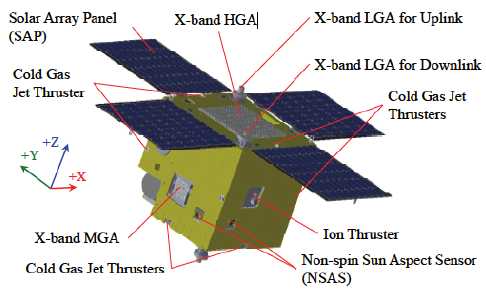 Solar Array Panel
(SAP)
X-band HGA
X-band LGA for Uplink
X-band LGA for Downlink
Cold Gas
Jet Thruster
Cold Gas Jet
Thrusters
+Z
+Y
+X
X-band MGA
Ion Thruster
Cold Gas Jet Thrusters
Non-spin Sun Aspect Sensor
(NSAS)